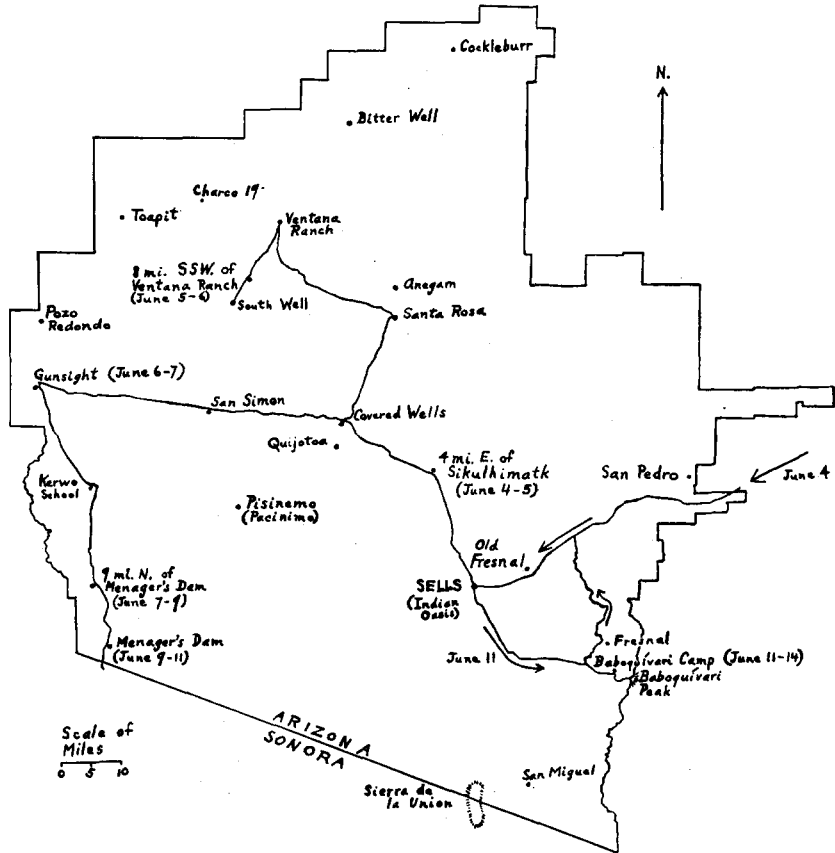 Cockleburr
N.
Bitter Well
Charco 19
Toapit
Ventana
Ranch
8 mi. SSW. of
Ventana Ranch
(June 5-6)
South Well
Anegam
Santa Rosa
Pozo
Redondo
Gunsight (June 6-7)
San Simon
Covered Wells
Quijotoa
4 mi. E. of
Sikulhimatk
(June 4-5)
San Pedro
June 4
Kerwo
School
Pisinemo
(Pacinimo)
Old
Fresnal
SELLS
(Indian
Oasis)
9 mi. N. of
Menager's Dam
(June 7-9)
Menager's Dam
(June 9-11)
June 11
Fresnal
Baboquívari Camp (June 11-14)
Baboquívari
Peak
Scale of
Miles
0 5 10
ARIZONA
SONORA
Sierra de
la Union
San Miguel